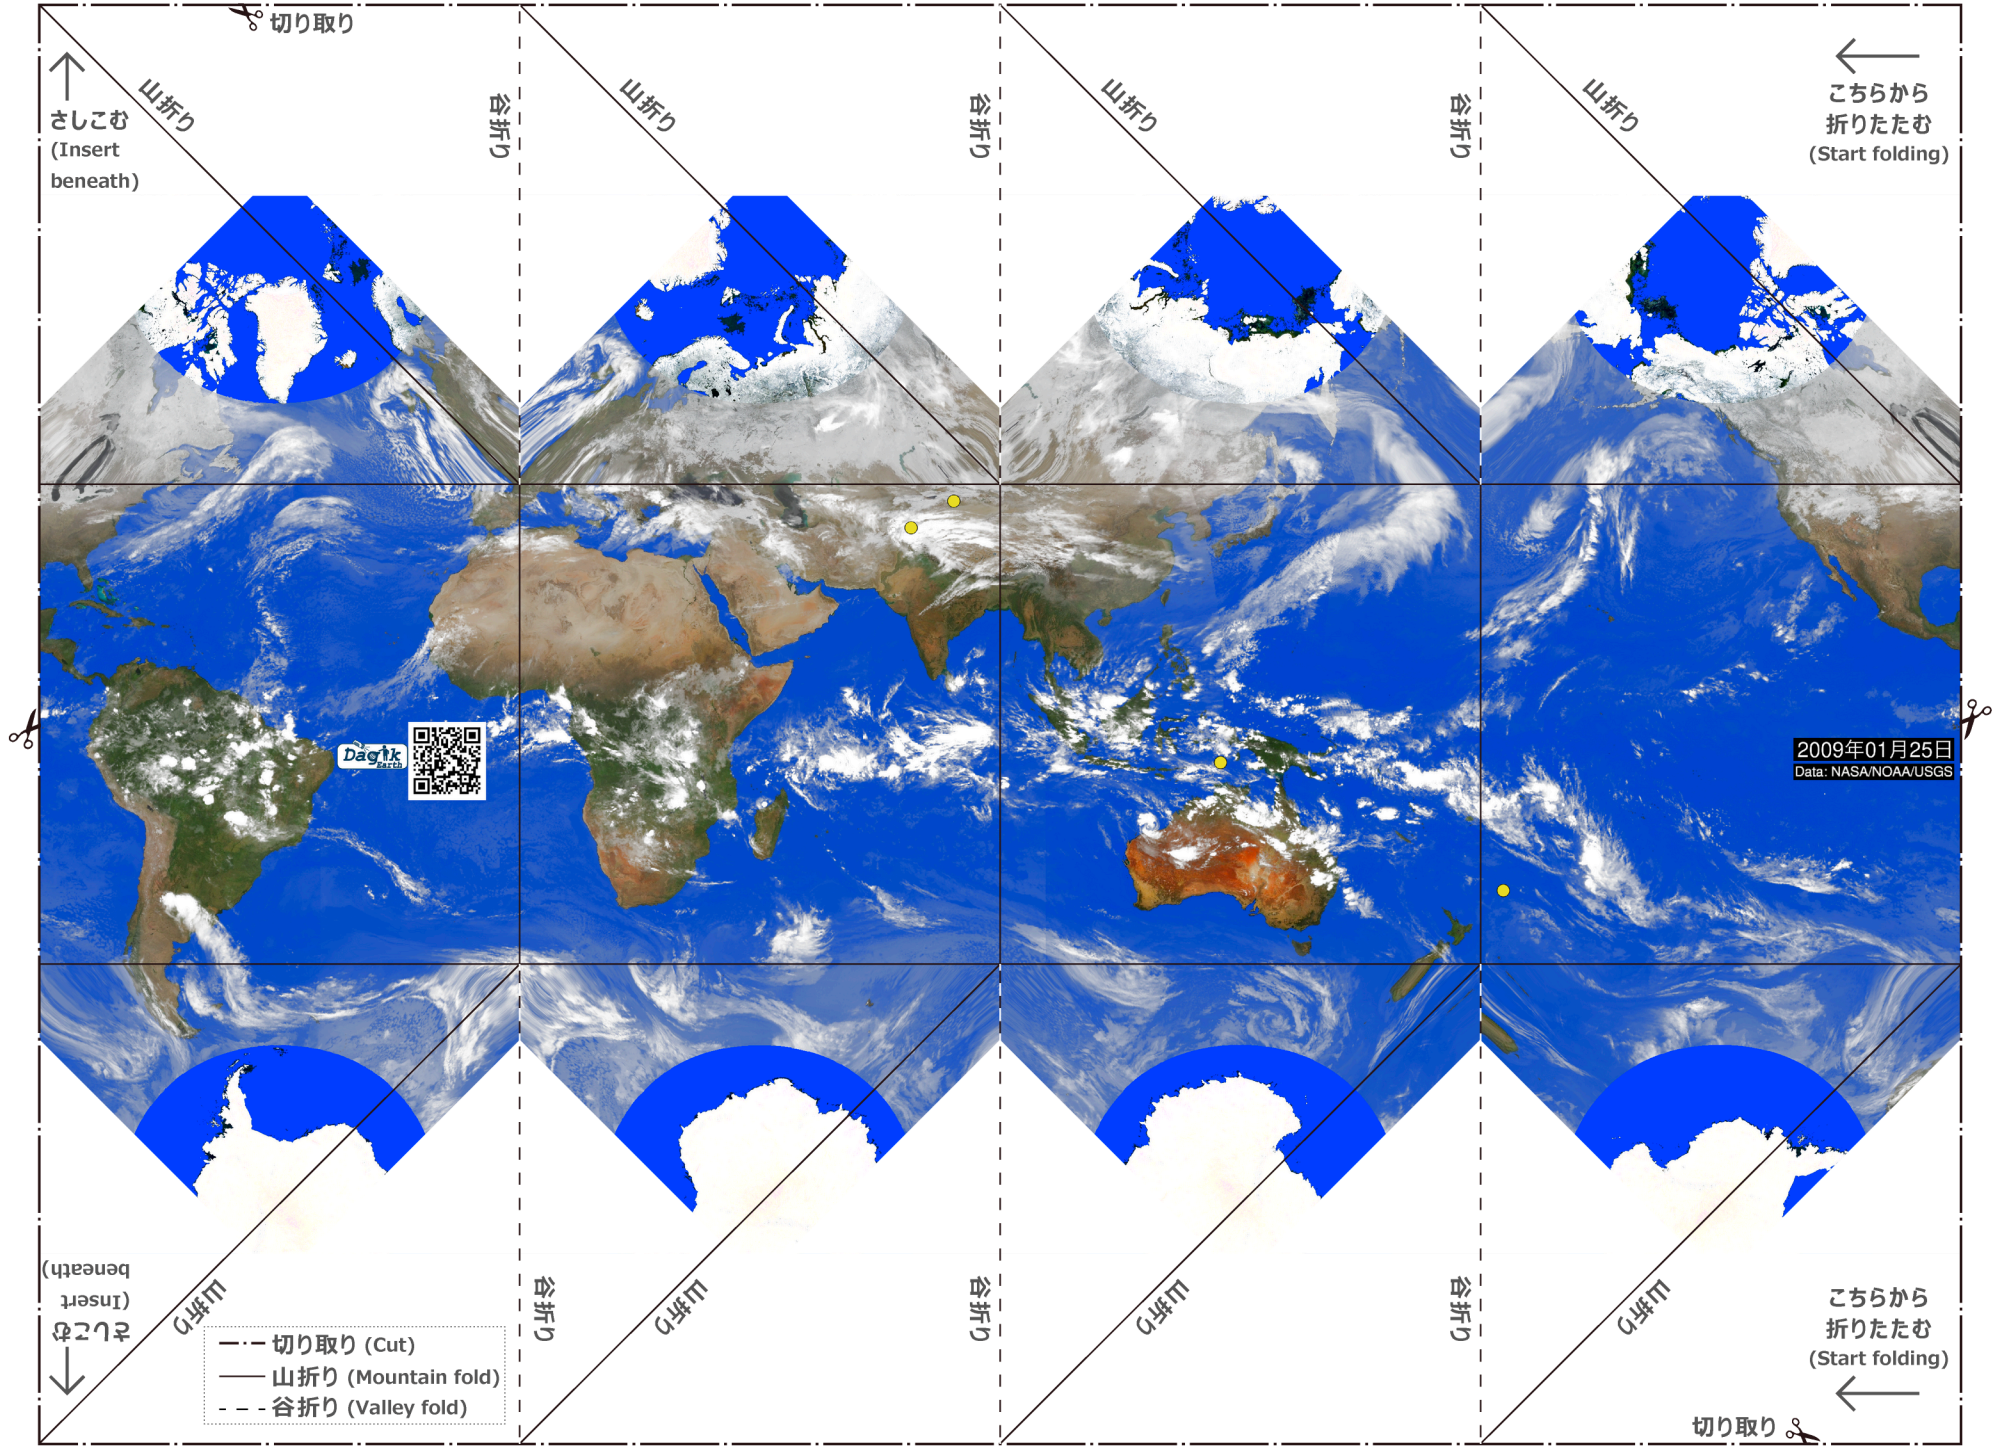 切り取り
さしこむ
(Insert
beneath)
山折り
谷折り
山折り
谷折り
山折り
谷折り
山折り
こちらから
折りたたむ
(Start folding)
Dagik
Earth
2009年01月25日
Data: NASA/NOAA/USGS
さしこむ
(Insert
beneath)
山折り
谷折り
山折り
谷折り
山折り
谷折り
山折り
こちらから
折りたたむ
(Start folding)
切り取り (Cut)
山折り (Mountain fold)
谷折り (Valley fold)
切り取り